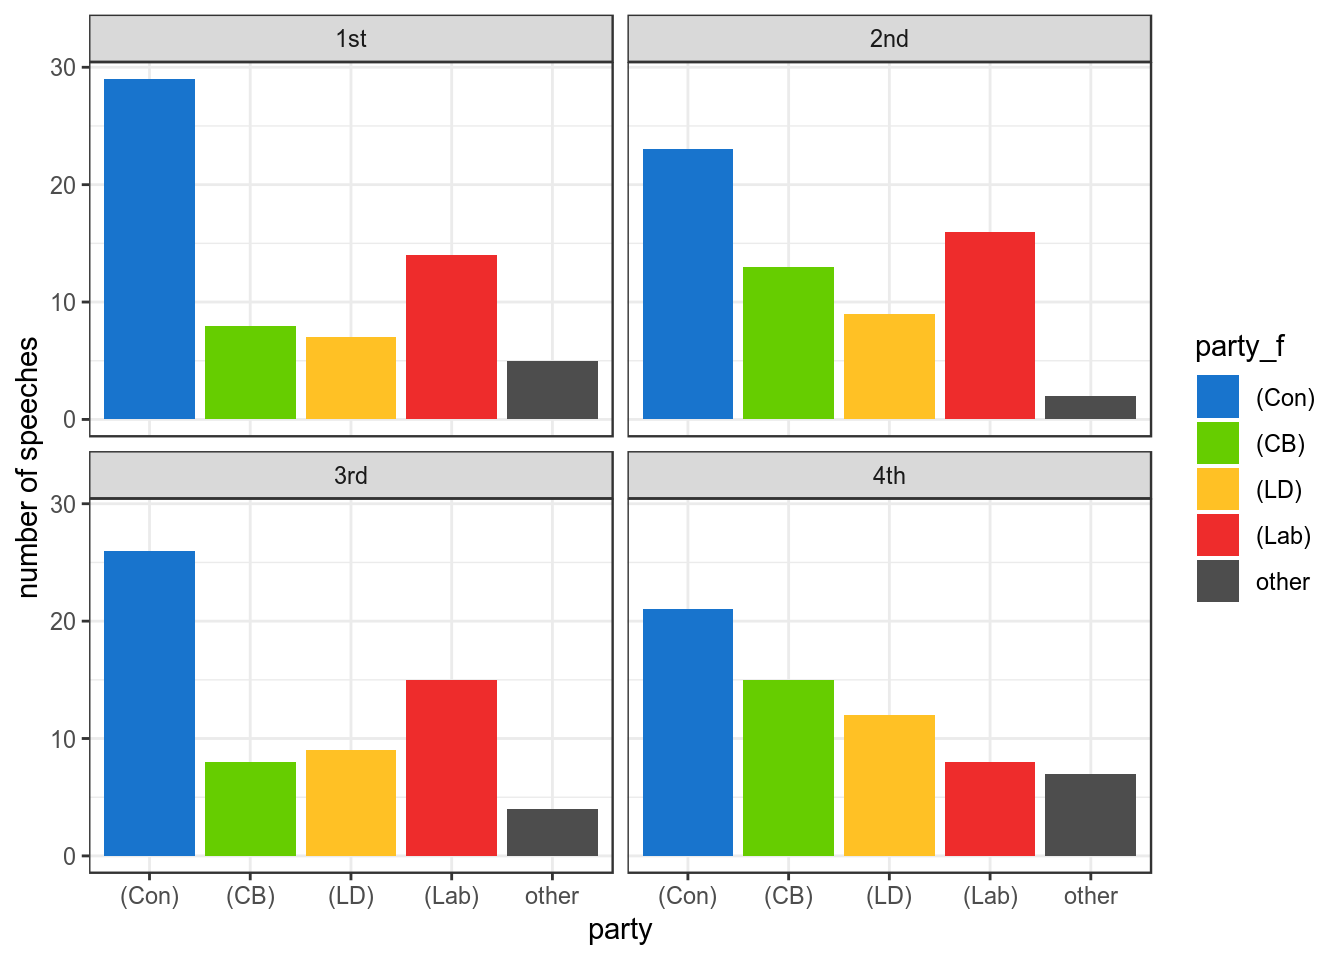 1st
2nd
30
20
10
0
3rd
4th
30
20
10
0
(Con) (CB) (LD) (Lab) other
(Con) (CB) (LD) (Lab) other
party
number of speeches
party_f
(Con)
(CB)
(LD)
(Lab)
other